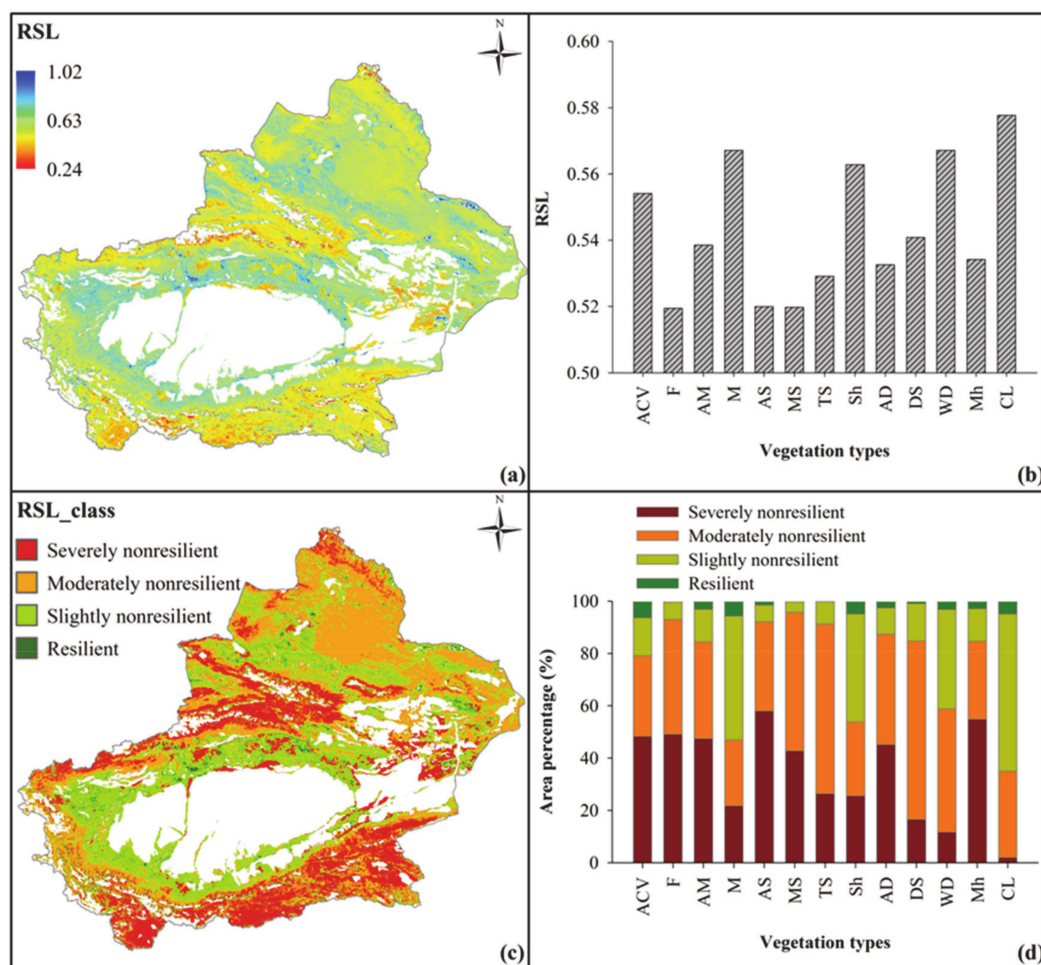 RSL
N
1.02
0.63
0.24
(a)
0.60
0.58
0.56
0.54
0.52
0.50
RSL
ACV F AM M AS MS TS Sh AD DS WD Mh CL
Vegetation types
(b)
RSL_class
N
Severely nonresilient
Moderately nonresilient
Slightly nonresilient
Resilient
(c)
Severely nonresilient
Moderately nonresilient
Slightly nonresilient
Resilient
100
80
60
40
20
0
Area percentage (%)
ACV F AM M AS MS TS Sh AD DS WD Mh CL
Vegetation types
(d)